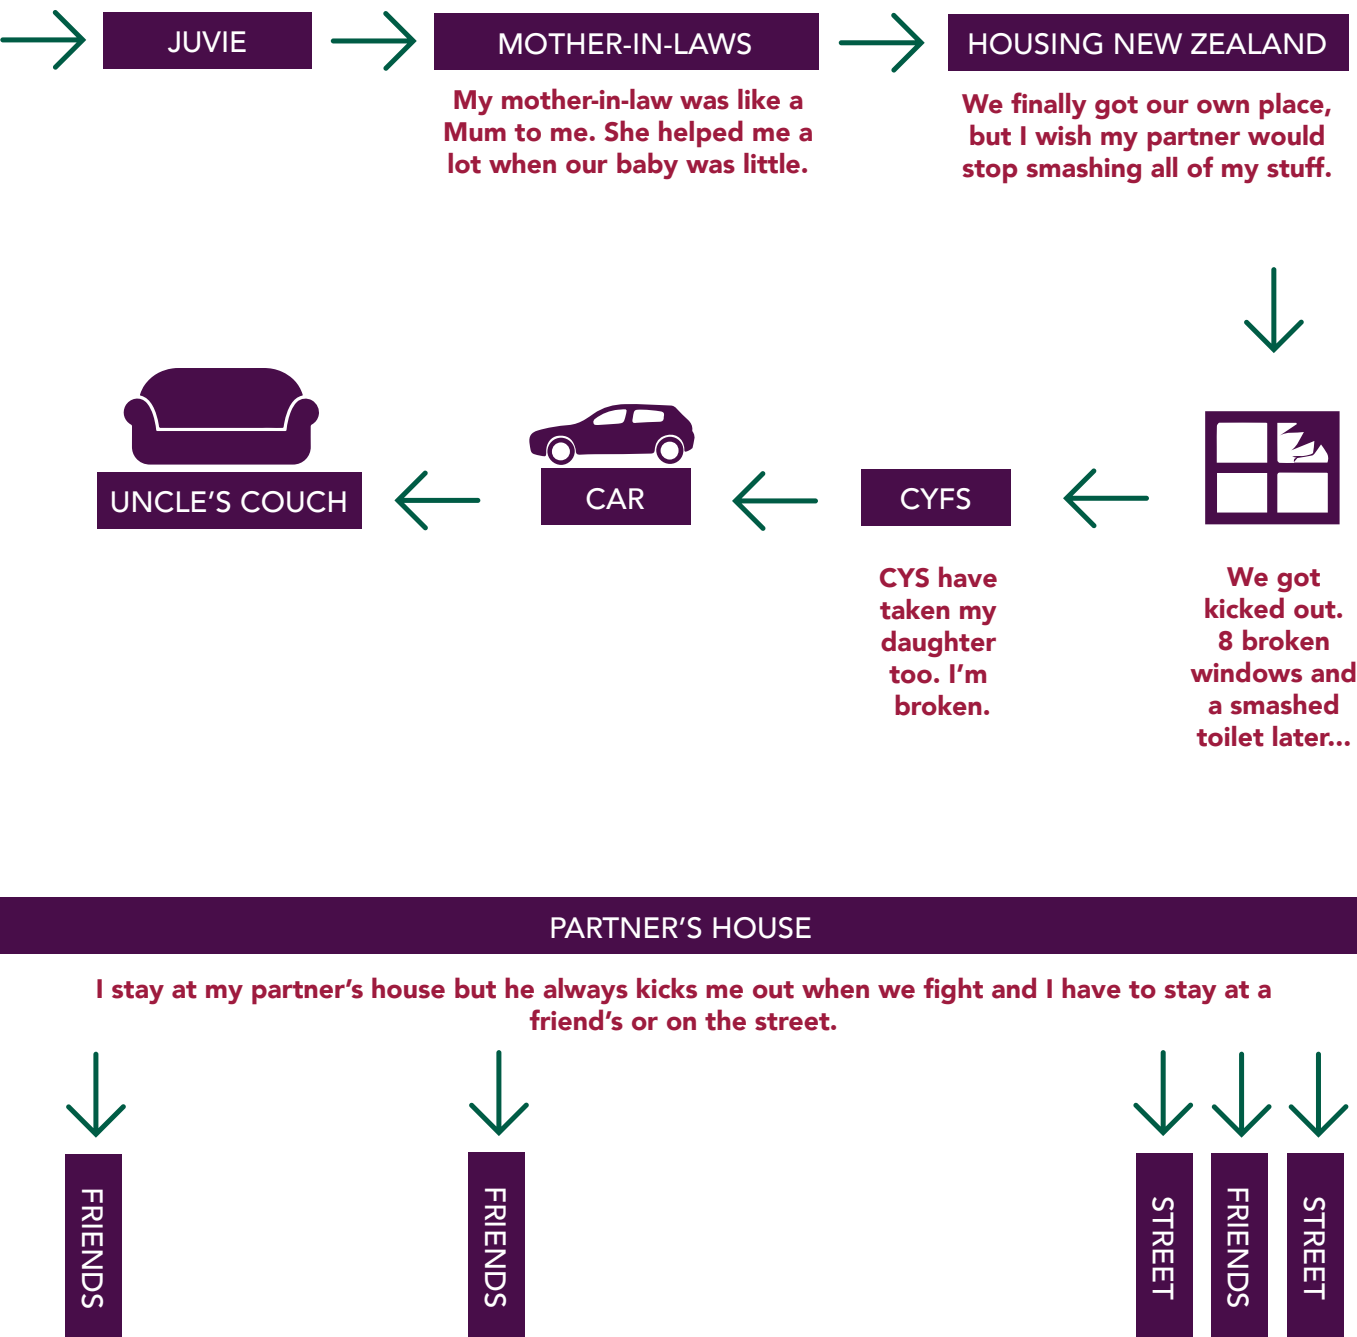 JUVIE
MOTHER-IN-LAWS
My mother-in-law was like a
Mum to me. She helped me a
lot when our baby was little.
HOUSING NEW ZEALAND
We finally got our own place,
but I wish my partner would
stop smashing all of my stuff.
We got
kicked out.
8 broken
windows and
a smashed
toilet later...
CYFS
CYS have
taken my
daughter
too. I’m
broken.
CAR
UNCLE’S COUCH
PARTNER’S HOUSE
I stay at my partner’s house but he always kicks me out when we fight and I have to stay at a
friend’s or on the street.
FRIENDS
FRIENDS
STREET
FRIENDS
STREET